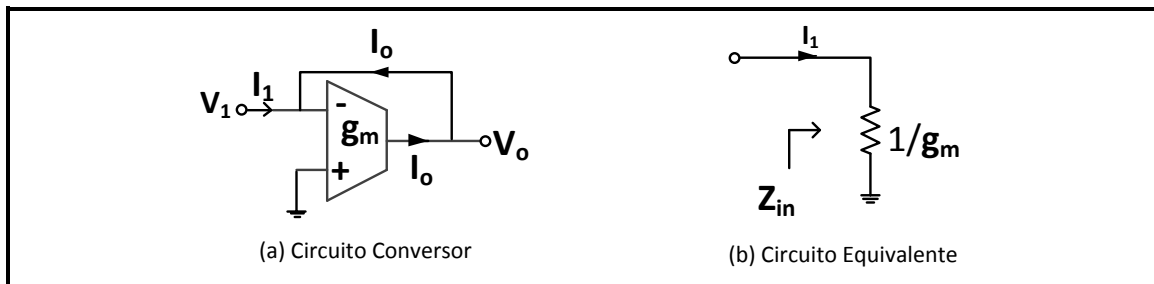 Iₒ
I₁
V₁
-
gₘ
+
Iₒ
Vₒ
(a) Circuito Conversor
I₁
1/gₘ
Zᵢₙ
(b) Circuito Equivalente